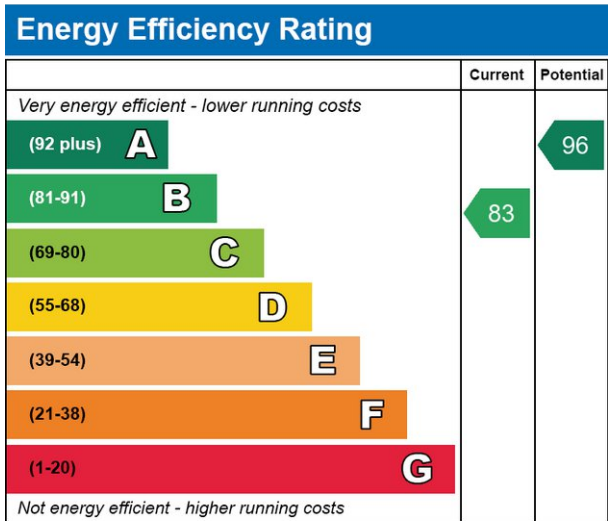 Energy Efficiency Rating
Current Potential
Very energy efficient - lower running costs
(92 plus) A 96
(81-91) B 83
(69-80) C
(55-68) D
(39-54) E
(21-38) F
(1-20) G
Not energy efficient - higher running costs